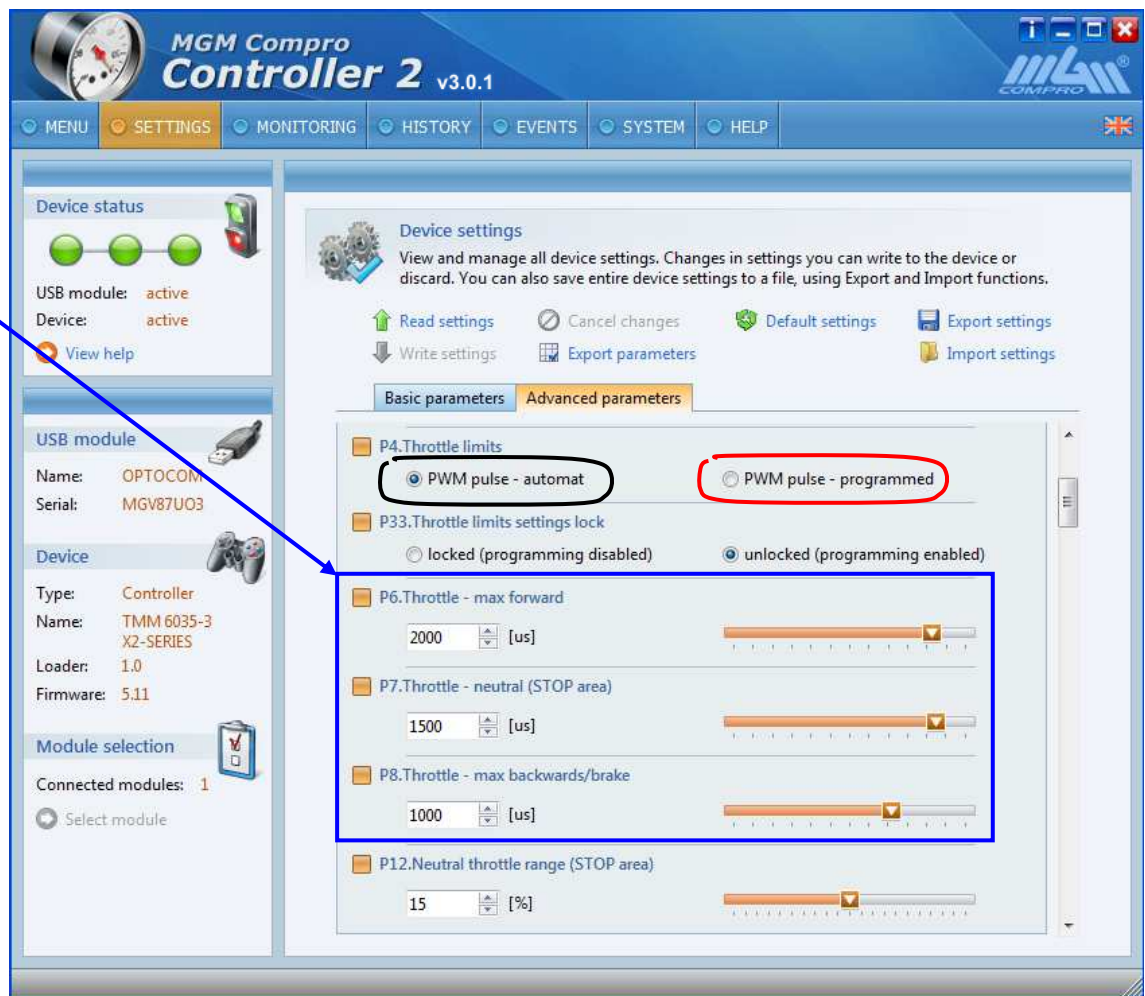 MGM Compro
Controller 2 v3.0.1
COMPRO
®
MENU SETTINGS MONITORING HISTORY EVENTS SYSTEM HELP
Device status
USB module: active
Device: active
View help
USB module
Name: OPTOCOM
Serial: MGV87UO3
Device
Type: Controller
Name: TMM 6035-3
X2-SERIES
Loader: 1.0
Firmware: 5.11
Module selection
Connected modules: 1
Select module
Device settings
View and manage all device settings. Changes in settings you can write to the device or
discard. You can also save entire device settings to a file, using Export and Import functions.
Read settings Cancel changes Default settings Export settings
Write settings Export parameters Import settings
Basic parameters Advanced parameters
P4.Throttle limits
PWM pulse - automat PWM pulse - programmed
P33.Throttle limits settings lock
locked (programming disabled) unlocked (programming enabled)
P6.Throttle - max forward
2000 [us]
P7.Throttle - neutral (STOP area)
1500 [us]
P8.Throttle - max backwards/brake
1000 [us]
P12.Neutral throttle range (STOP area)
15 [%]